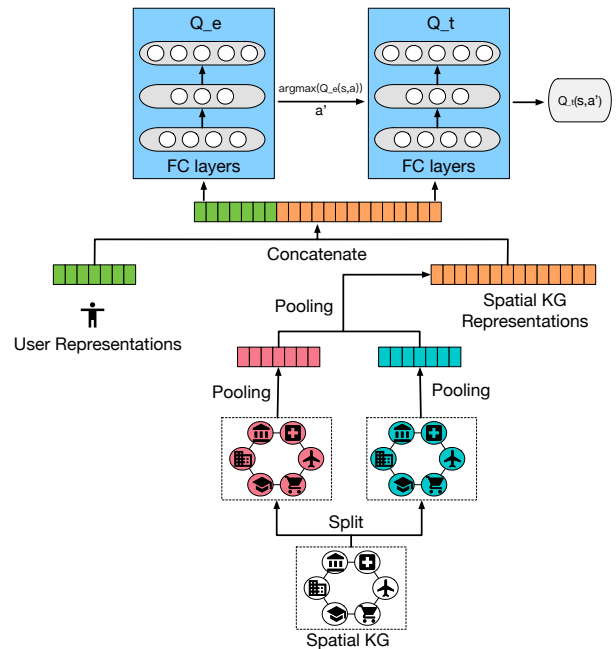 Q_e
Q_t
argmax(Q_e(s,a))
a'
Q_t(s,a')
FC layers
FC layers
Concatenate
Pooling
Spatial KG
Representations
User Representations
Pooling
Pooling
Split
Spatial KG